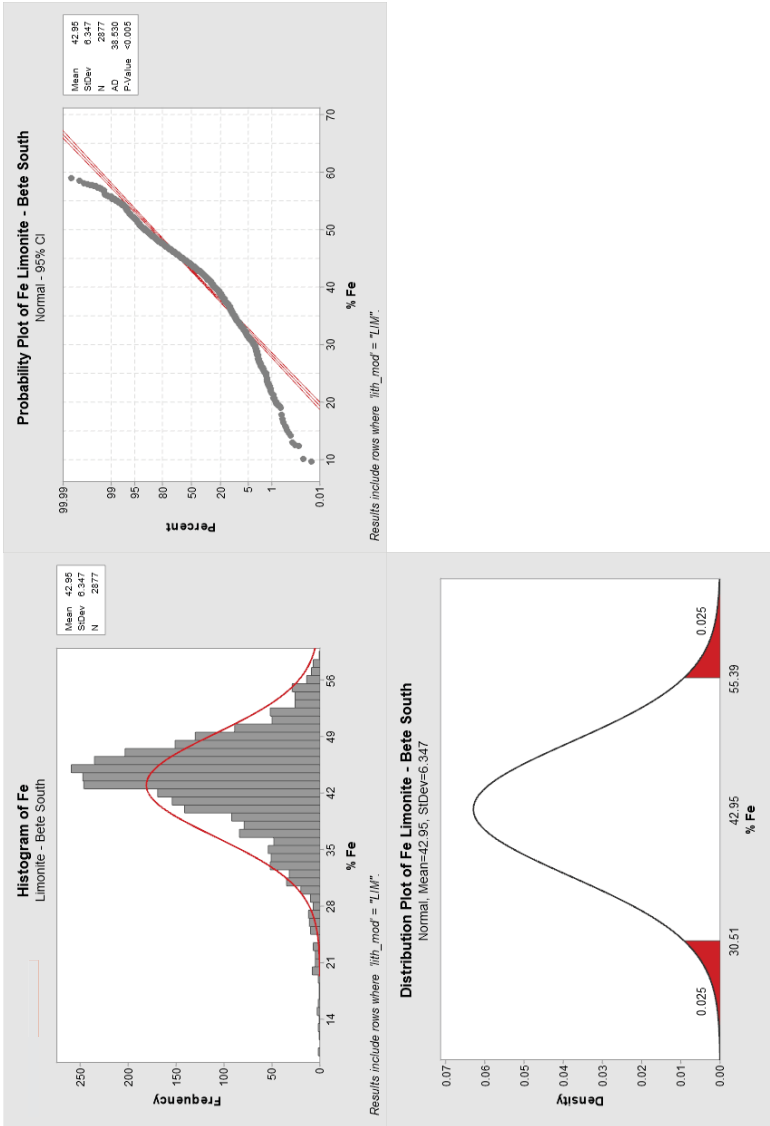 Histogram of Fe
Limonite - Bete South
Mean 42.95
StDev 6.347
N 2877
Frequency
250
200
150
100
50
0
14 21 28 35 42 49 56
% Fe
Results include rows where 'lith_mod' = "LIM".
Probability Plot of Fe Limonite - Bete South
Normal - 95% CI
Mean 42.95
StDev 6.347
N 2877
AD 38.530
P-Value <0.005
Percent
99.99
99
95
80
50
20
5
1
0.01
10 20 30 40 50 60 70
% Fe
Results include rows where 'lith_mod' = "LIM".
Distribution Plot of Fe Limonite - Bete South
Normal, Mean=42.95, StDev=6.347
Density
0.07
0.06
0.05
0.04
0.03
0.02
0.01
0.00
0.025 0.025
30.51 42.95 55.39
% Fe